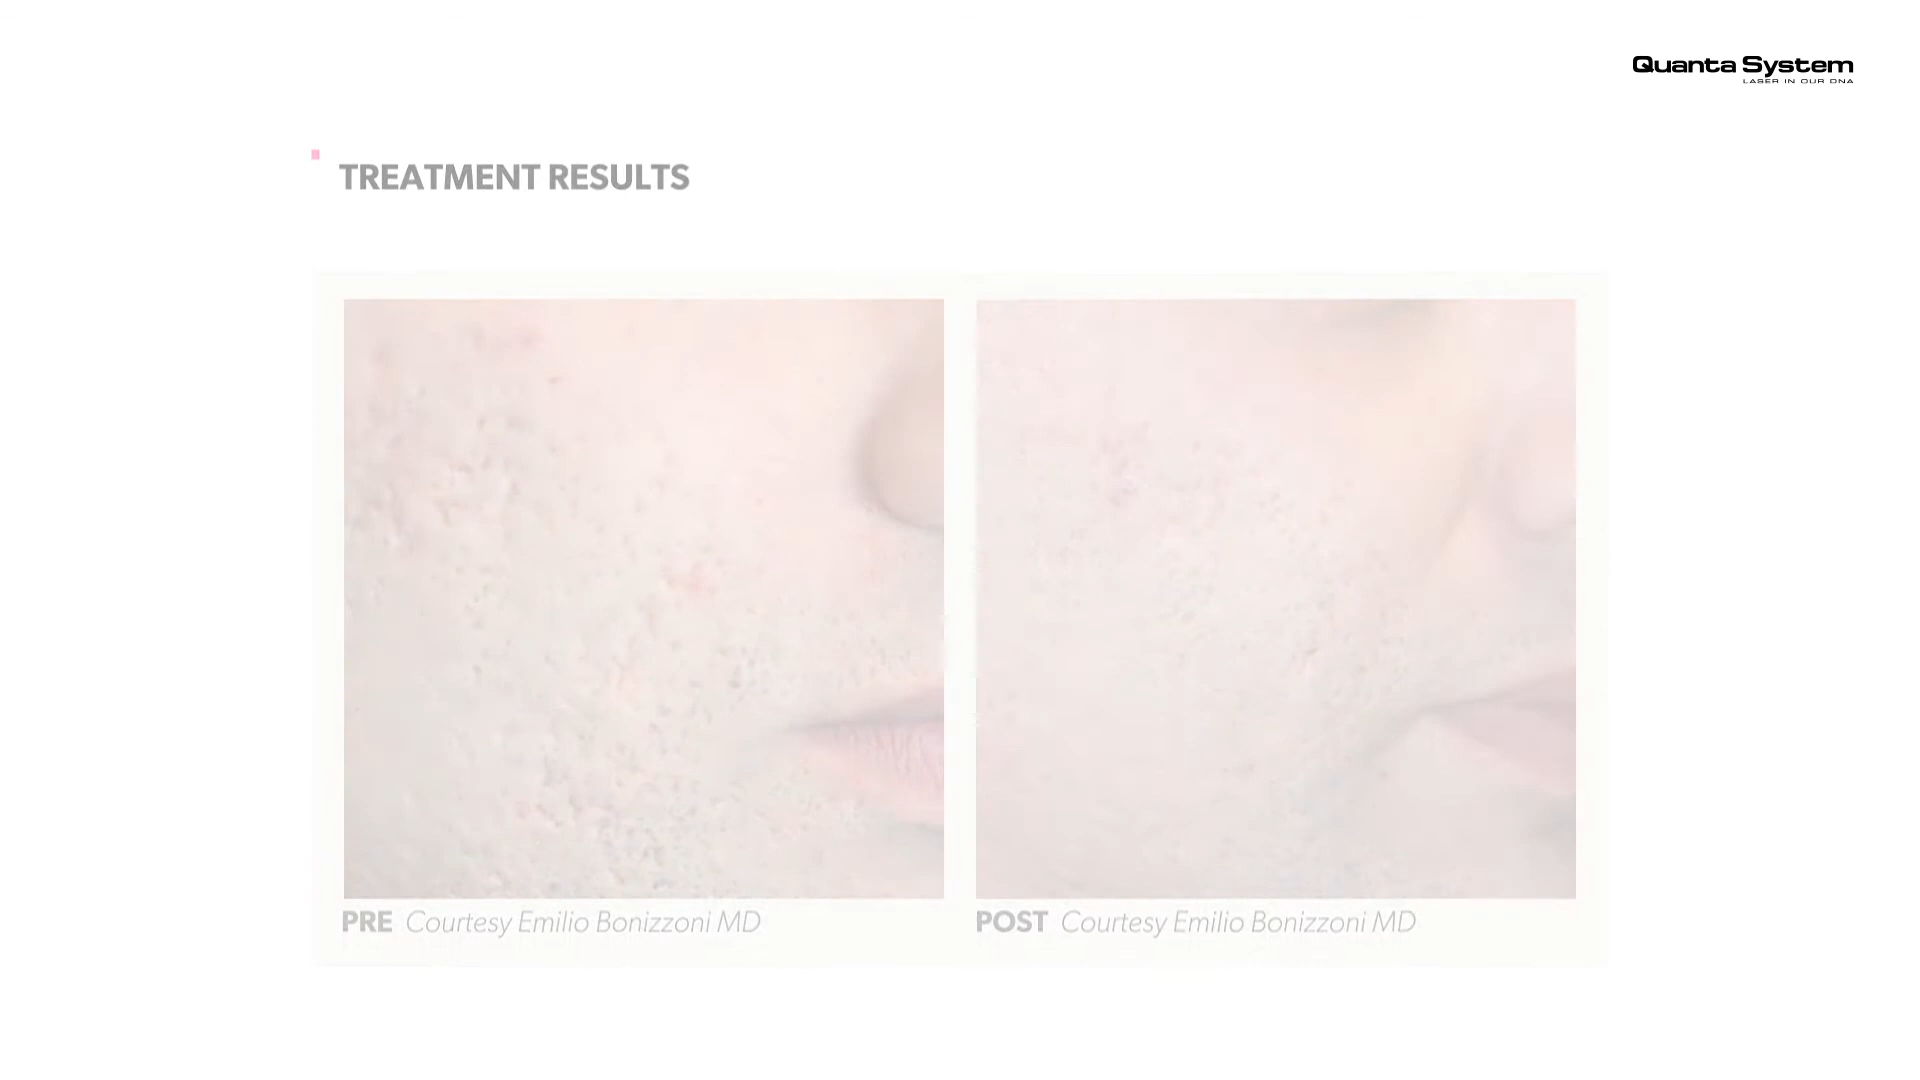 Quanta System
LASER IN OUR DNA
TREATMENT RESULTS
PRE Courtesy Emilio Bonizzoni MD
POST Courtesy Emilio Bonizzoni MD